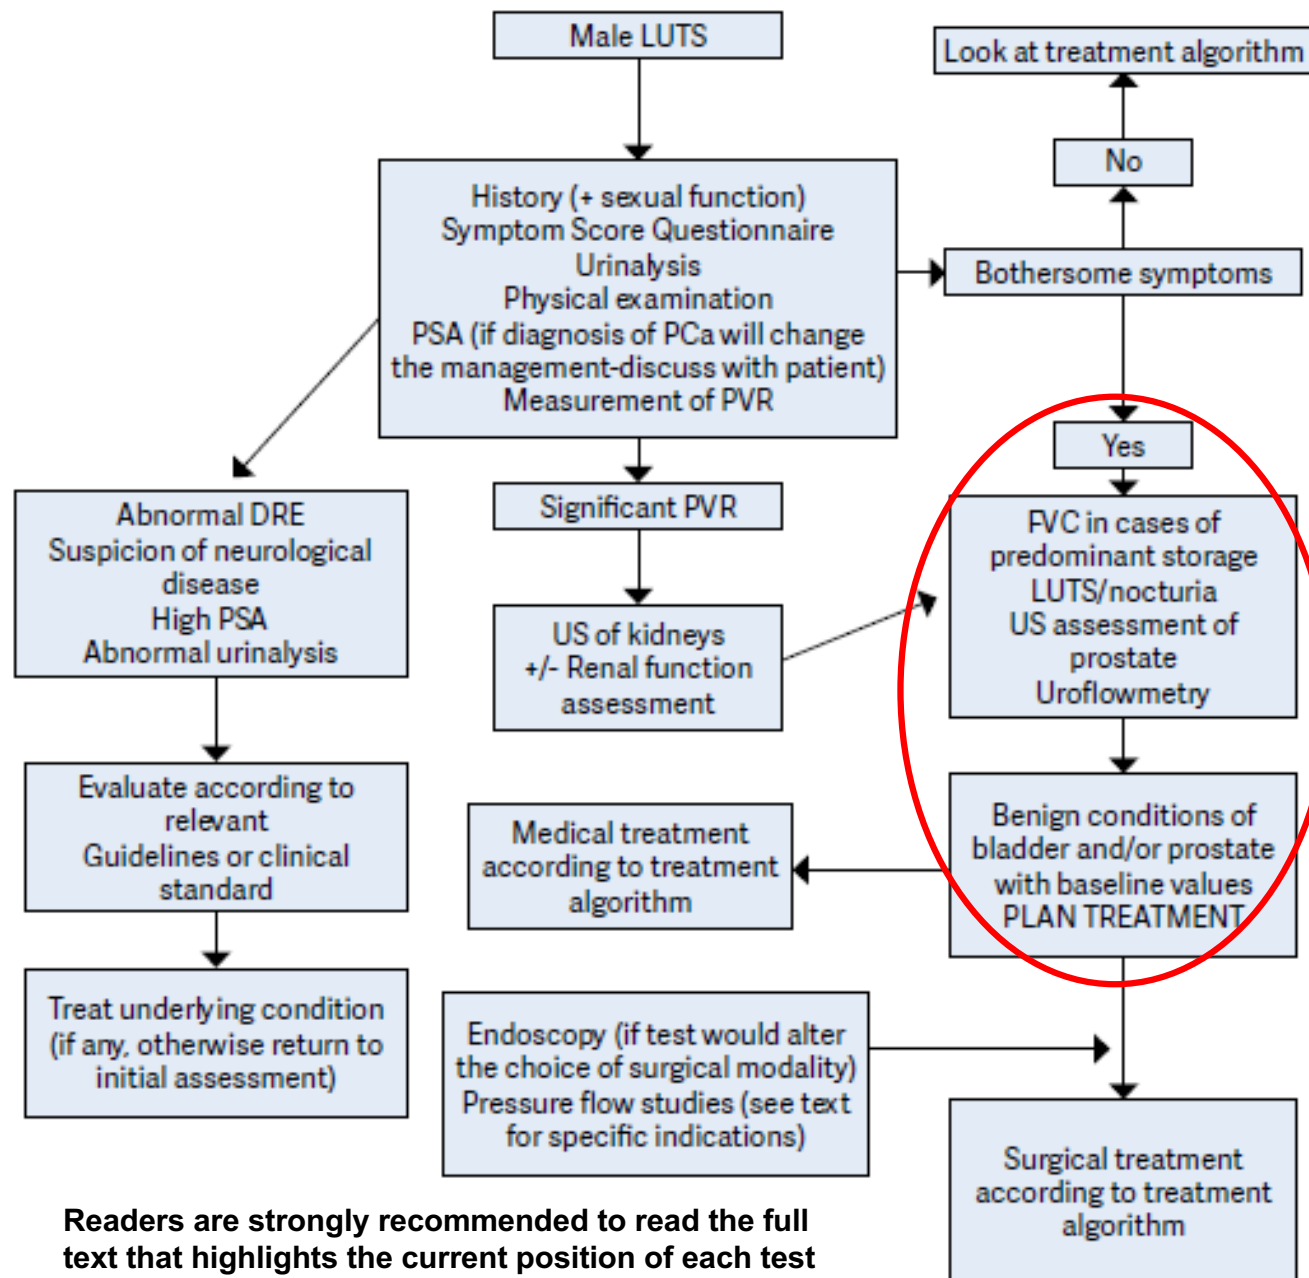 Male LUTS
Look at treatment algorithm
No
History (+ sexual function)
Symptom Score Questionnaire
Urinalysis
Physical examination
PSA (if diagnosis of PCa will change
the management-discuss with patient)
Measurement of PVR
Bothersome symptoms
Yes
Abnormal DRE
Suspicion of neurological
disease
High PSA
Abnormal urinalysis
Significant PVR
FVC in cases of
predominant storage
LUTS/nocturia
US assessment of
prostate
Uroflowmetry
US of kidneys
+/- Renal function
assessment
Evaluate according to
relevant
Guidelines or clinical
standard
Medical treatment
according to treatment
algorithm
Benign conditions of
bladder and/or prostate
with baseline values
PLAN TREATMENT
Treat underlying condition
(if any, otherwise return to
initial assessment)
Endoscopy (if test would alter
the choice of surgical modality)
Pressure flow studies (see text
for specific indications)
Surgical treatment
according to treatment
algorithm
Readers are strongly recommended to read the full
text that highlights the current position of each test